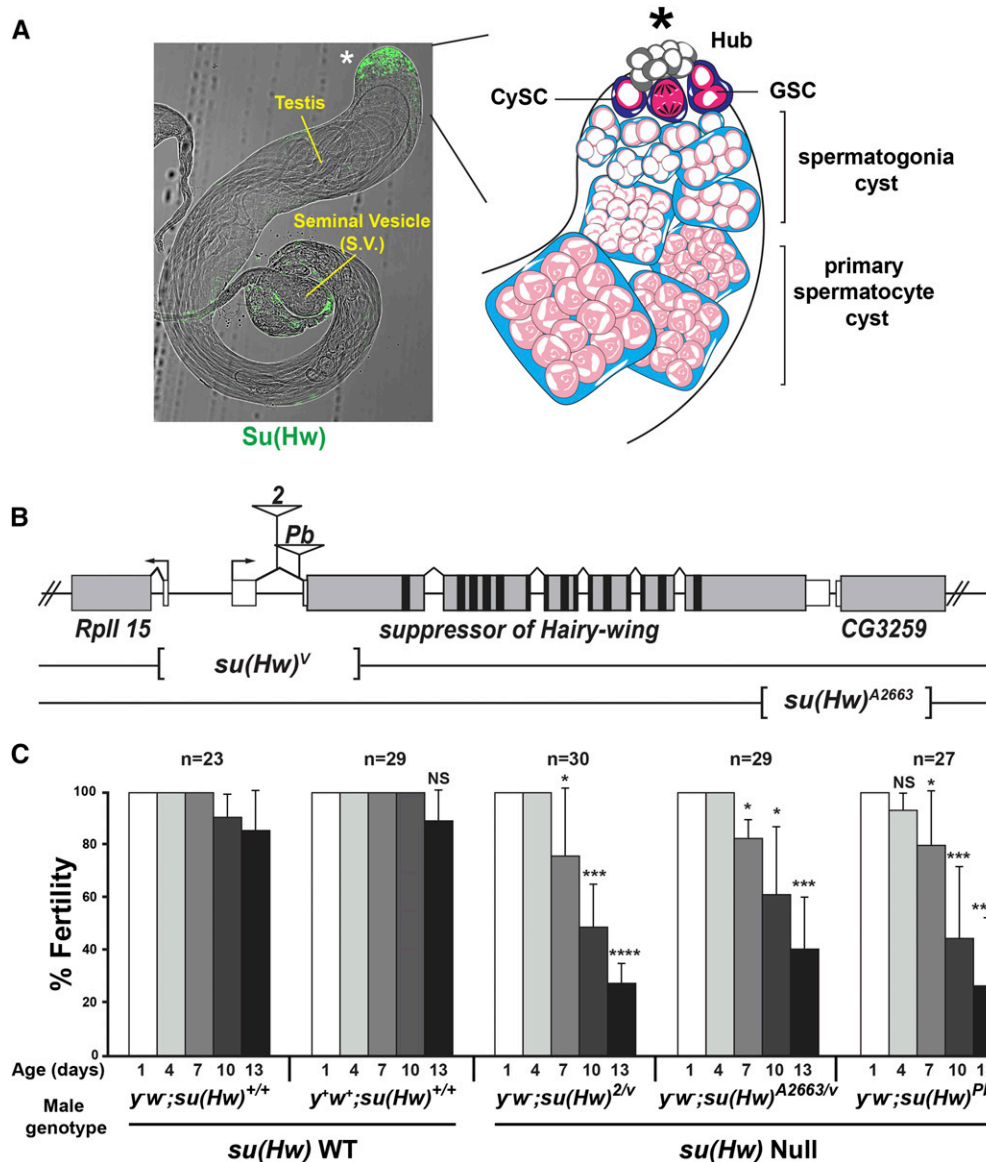 A
*
Testis
Seminal Vesicle
(S.V.)
Su(Hw)
*
Hub
CySC
GSC
spermatogonia
cyst
primary
spermatocyte
cyst
B
2
Pb
RpII 15
suppressor of Hairy-wing
CG3259
su(Hw)V
su(Hw)A2663
C
n=23 n=29 n=30 n=29 n=27
NS * * * NS * *** *** **** ***
% Fertility
100
80
60
40
20
0
Age (days) 1 4 7 10 13 1 4 7 10 13 1 4 7 10 13 1 4 7 10 13 1 4 7 10
Male
genotype
y-w-;su(Hw)+/+ y+w+;su(Hw)+/+ y-w-;su(Hw)2/v y-w-;su(Hw)A2663/v y-w-;su(Hw)Pb
su(Hw) WT su(Hw) Null